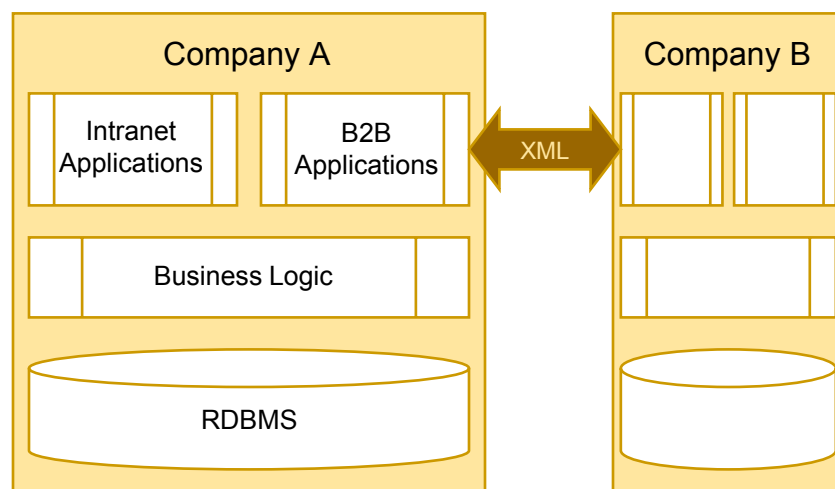 Company A
Company B
Intranet
Applications
B2B
Applications
XML
Business Logic
RDBMS